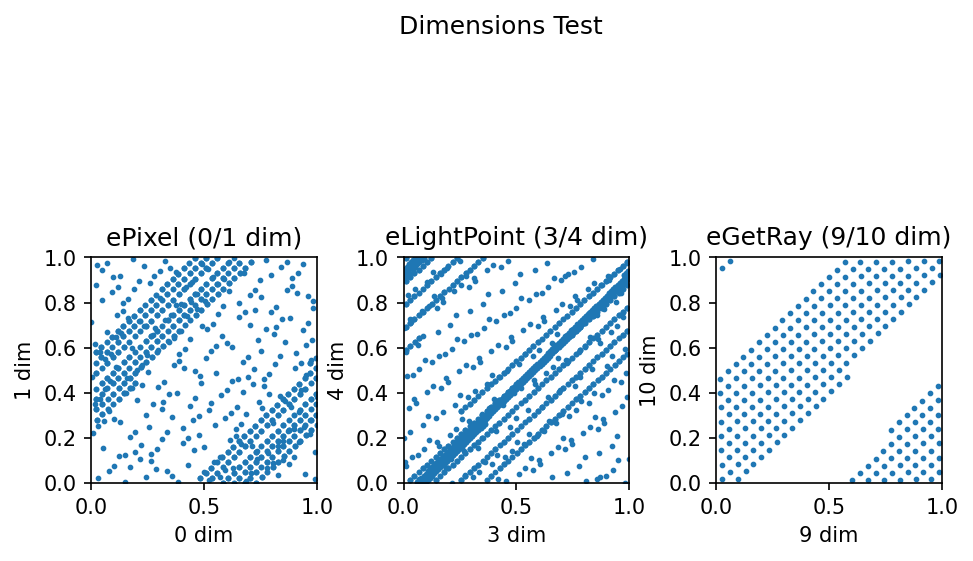 Dimensions Test
ePixel (0/1 dim)
eLightPoint (3/4 dim)
eGetRay (9/10 dim)
1.0
0.8
0.6
0.4
0.2
0.0
1 dim
0.0 0.5 1.0
0 dim
1.0
0.8
0.6
0.4
0.2
0.0
4 dim
0.0 0.5 1.0
3 dim
1.0
0.8
0.6
0.4
0.2
0.0
10 dim
0.0 0.5 1.0
9 dim